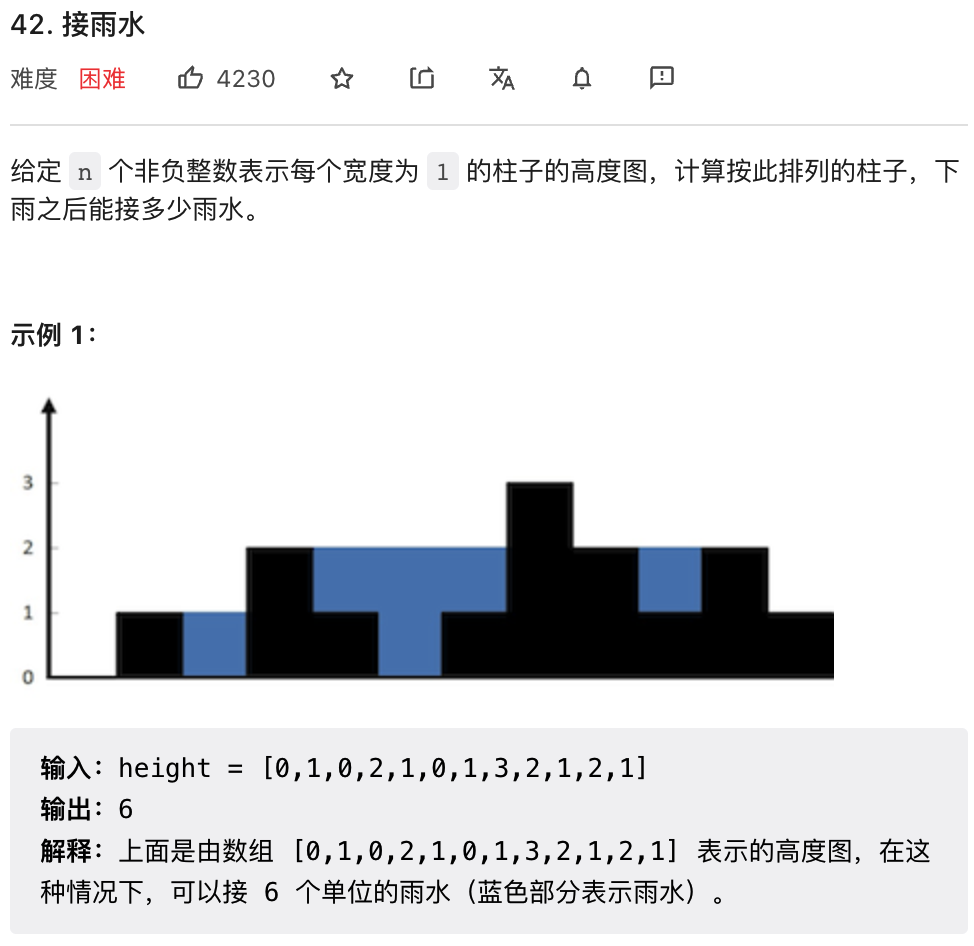 42. 接雨水
难度 困难 4230
给定 n 个非负整数表示每个宽度为 1 的柱子的高度图，计算按此排列的柱子，下
雨之后能接多少雨水。
示例 1：
3
2
1
0
输入：height = [0,1,0,2,1,0,1,3,2,1,2,1]
输出：6
解释：上面是由数组 [0,1,0,2,1,0,1,3,2,1,2,1] 表示的高度图，在这
种情况下，可以接 6 个单位的雨水（蓝色部分表示雨水）。